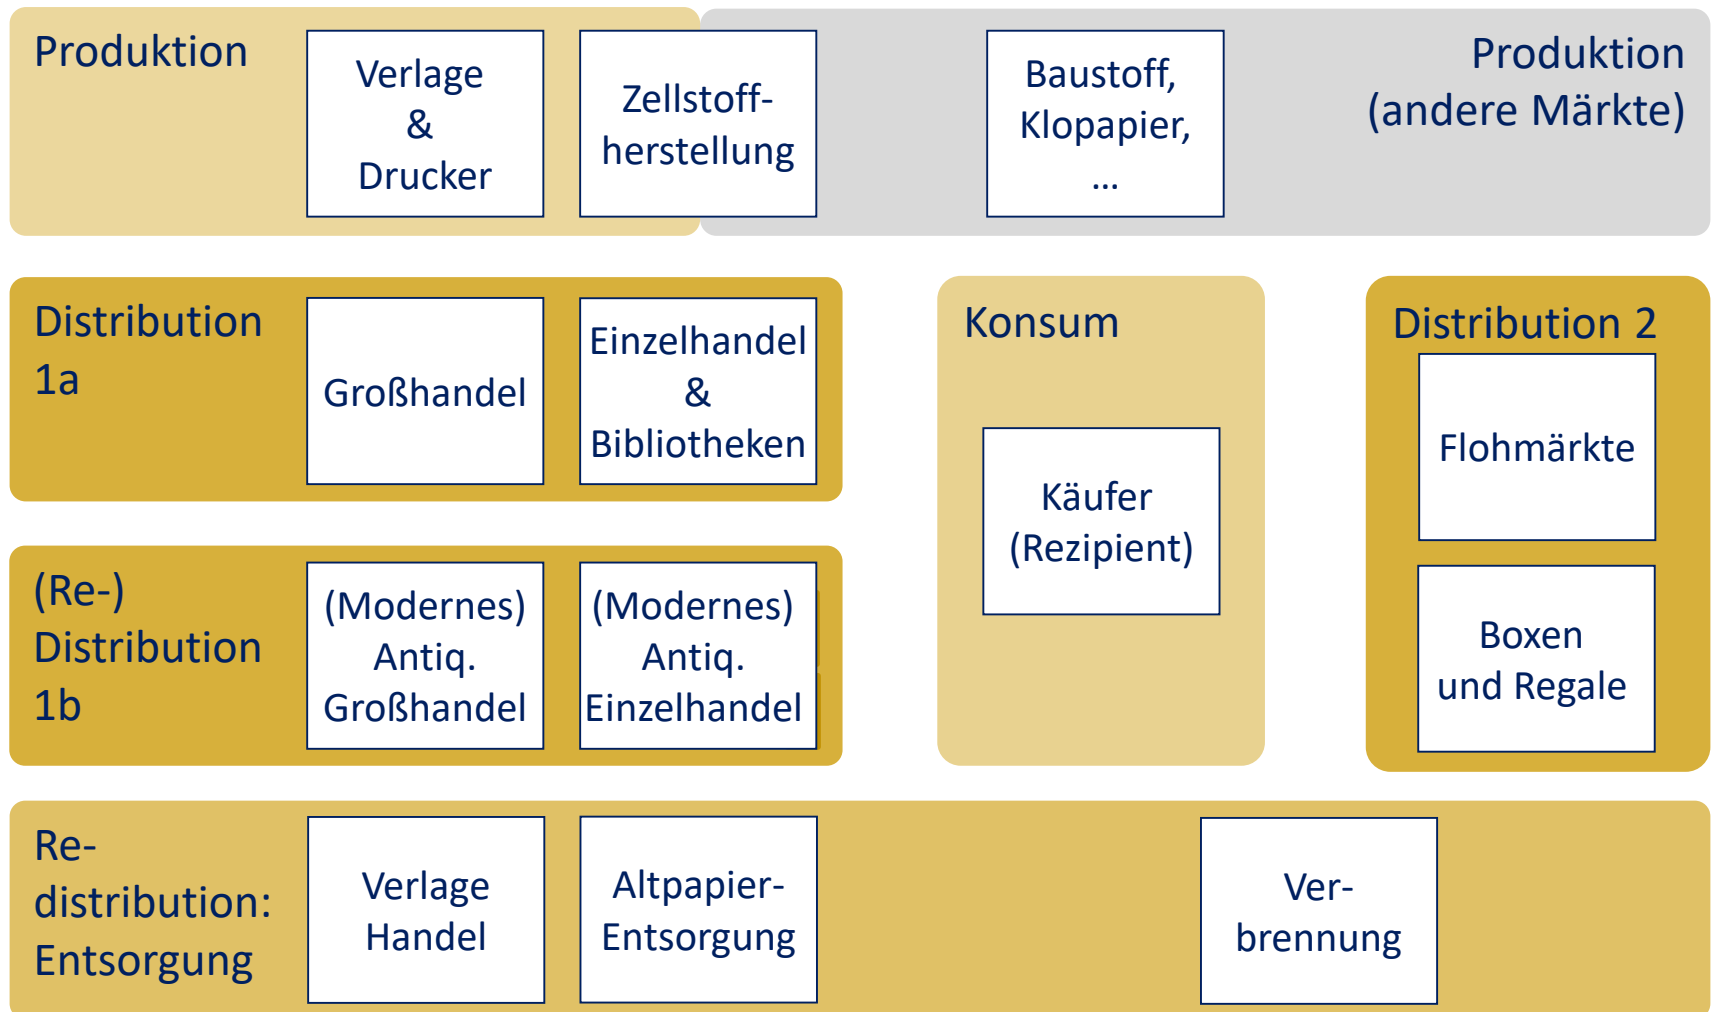 Produktion
Verlage
&
Drucker
Zellstoff-
herstellung
Baustoff,
Klopapier,
...
Produktion
(andere Märkte)
Distribution
1a
Großhandel
Einzelhandel
&
Bibliotheken
Konsum
Käufer
(Rezipient)
Distribution 2
Flohmärkte
Boxen
und Regale
(Re-)
Distribution
1b
(Modernes)
Antiq.
Großhandel
(Modernes)
Antiq.
Einzelhandel
Re-
distribution:
Entsorgung
Verlage
Handel
Altpapier-
Entsorgung
Ver-
brennung